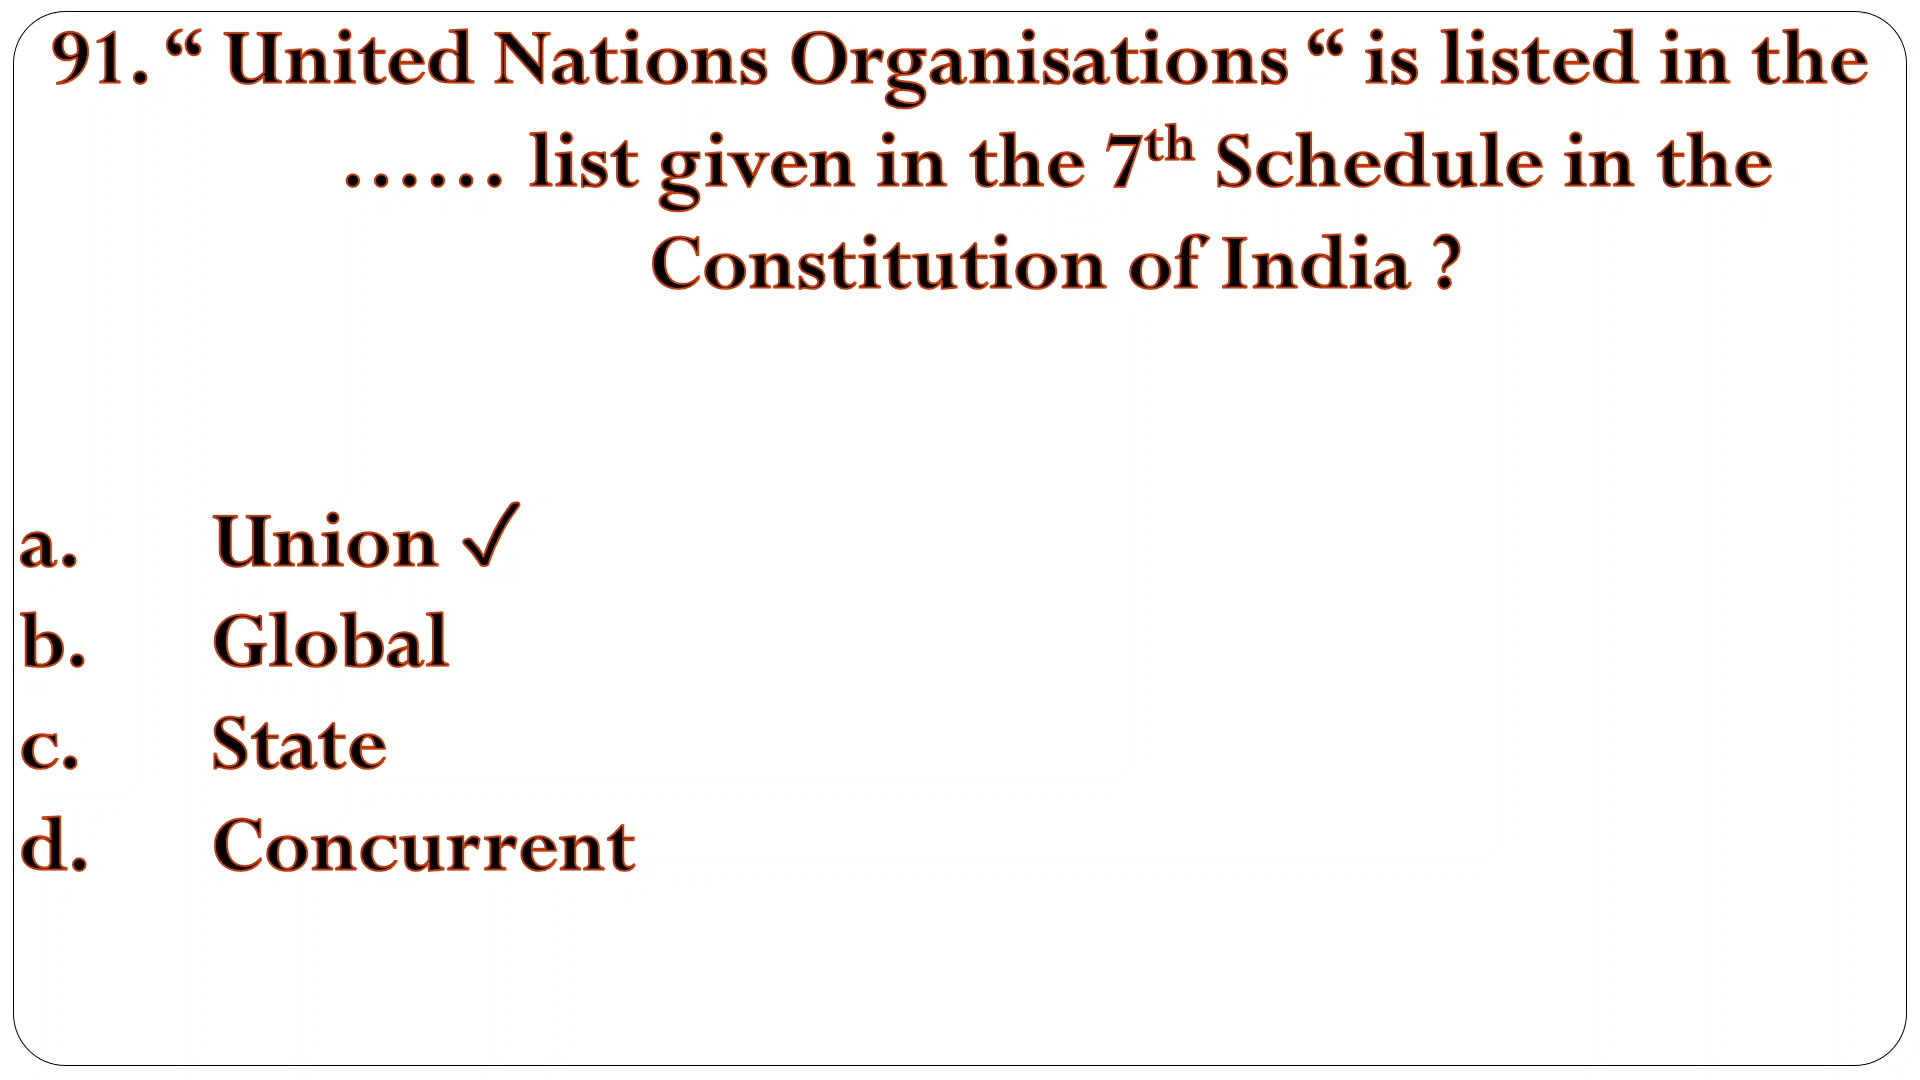 91. “ United Nations Organisations “ is listed in the
...... list given in the 7th Schedule in the
Constitution of India ?
a. Union ✓
b. Global
c. State
d. Concurrent